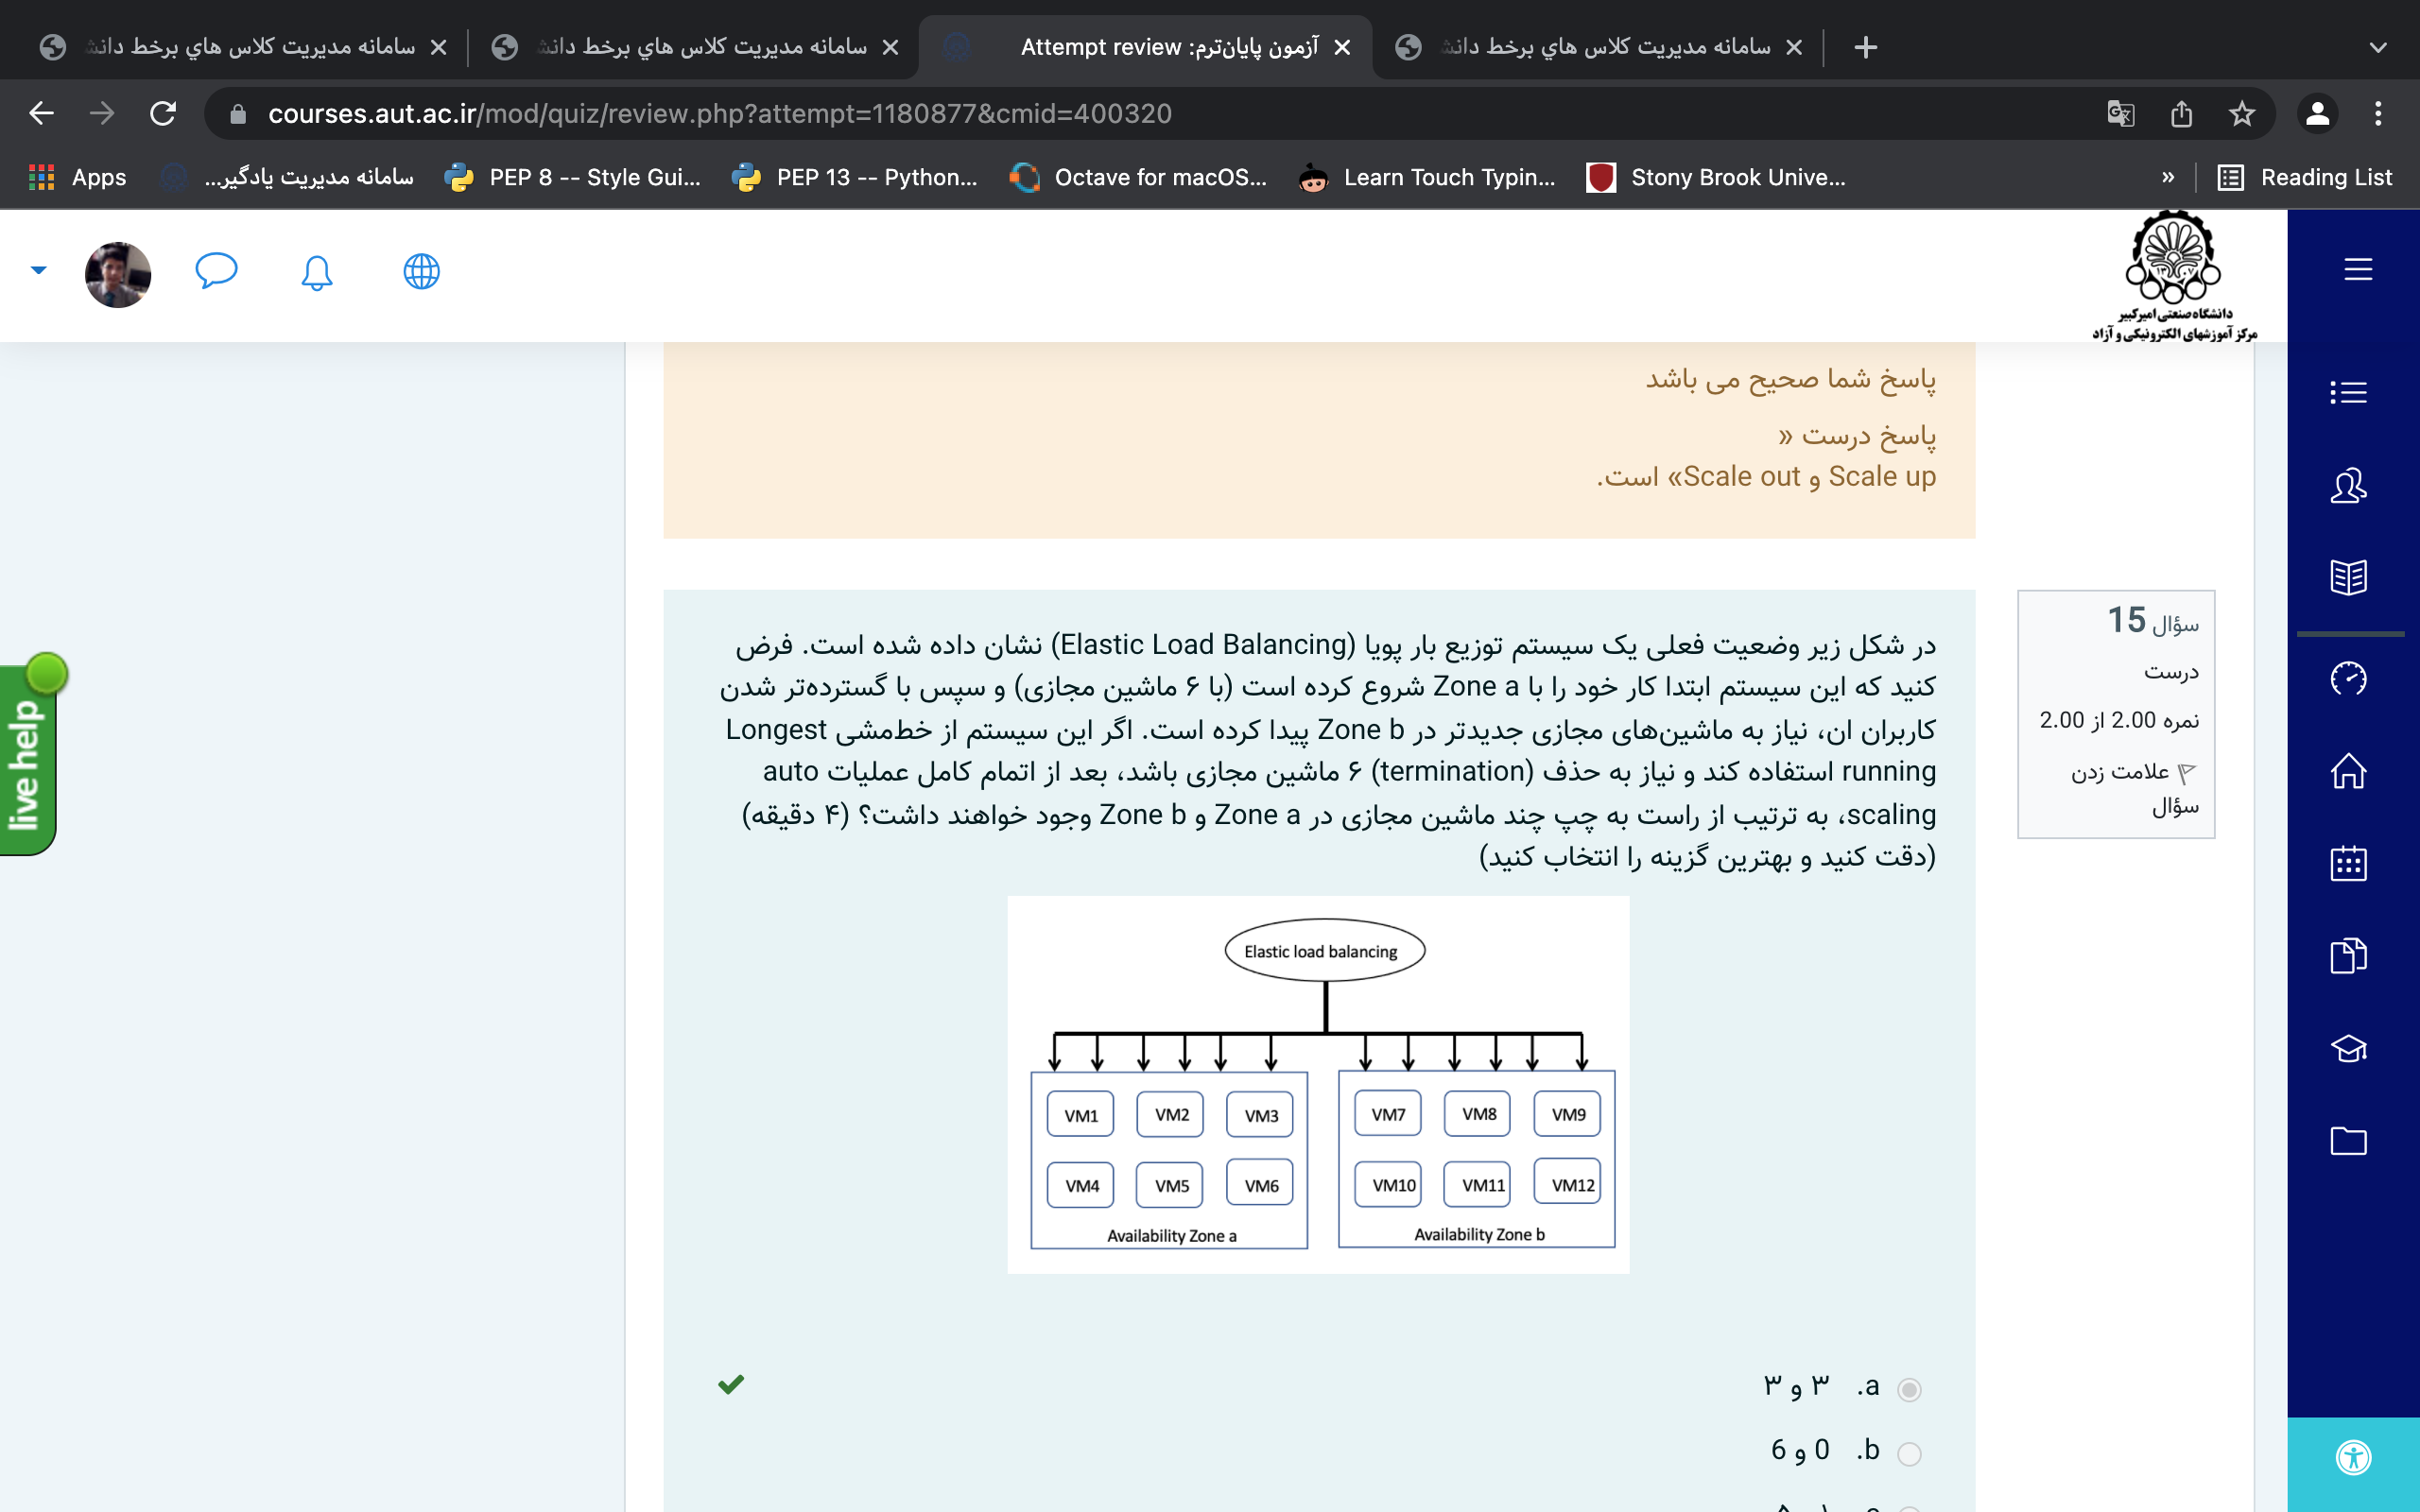 سامانه مدیریت کلاس هاي برخط دانش
سامانه مدیریت کلاس هاي برخط دانش
آزمون پایان‌ترم: Attempt review
سامانه مدیریت کلاس هاي برخط دانش
courses.aut.ac.ir/mod/quiz/review.php?attempt=1180877&cmid=400320
Apps
سامانه مدیریت یادگیر...
PEP 8 -- Style Gui...
PEP 13 -- Python...
Octave for macOS...
Learn Touch Typin...
Stony Brook Unive...
»
Reading List
دانشگاه صنعتی امیرکبیر
مرکز آموزشهای الکترونیکی و آزاد
پاسخ شما صحیح می باشد
پاسخ درست «
Scale up و Scale out» است.
سؤال 15
درست
نمره 2.00 از 2.00
علامت زدن
سؤال
در شکل زیر وضعیت فعلی یک سیستم توزیع بار پویا (Elastic Load Balancing) نشان داده شده است. فرض
کنید که این سیستم ابتدا کار خود را با Zone a شروع کرده است (با ۶ ماشین مجازی) و سپس با گسترده‌تر شدن
کاربران ان، نیاز به ماشین‌های مجازی جدیدتر در Zone b پیدا کرده است. اگر این سیستم از خط‌مشی Longest
running استفاده کند و نیاز به حذف (termination) ۶ ماشین مجازی باشد، بعد از اتمام کامل عملیات auto
scaling، به ترتیب از راست به چپ چند ماشین مجازی در Zone a و Zone b وجود خواهند داشت؟ (۴ دقیقه)
(دقت کنید و بهترین گزینه را انتخاب کنید)
Elastic load balancing
VM1 VM2 VM3
VM4 VM5 VM6
Availability Zone a
VM7 VM8 VM9
VM10 VM11 VM12
Availability Zone b
a. ۳ و ۳
b. 0 و 6
live help